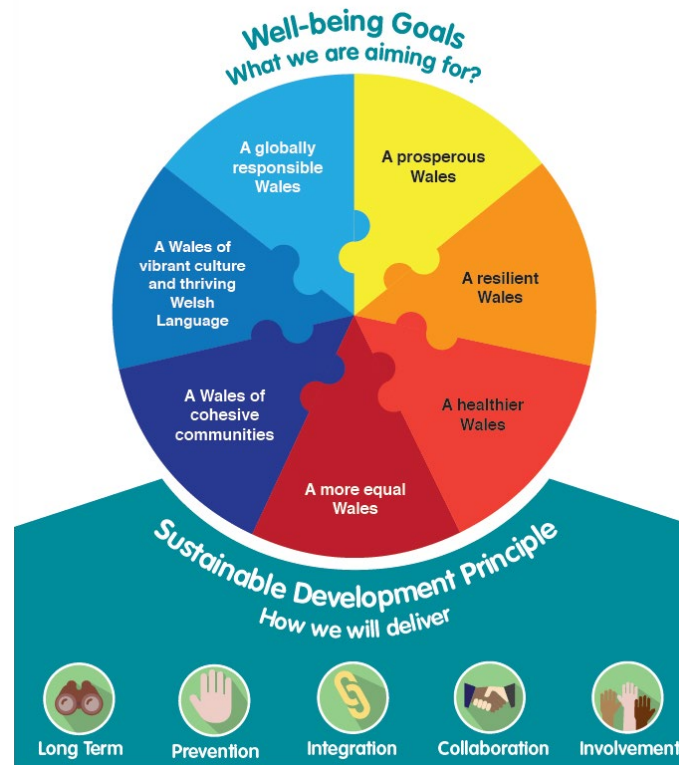 Well-being Goals
What we are aiming for?
A globally
responsible
Wales
A prosperous
Wales
A Wales of
vibrant culture
and thriving
Welsh
Language
A resilient
Wales
A Wales of
cohesive
communities
A healthier
Wales
A more equal
Wales
Sustainable Development Principle
How we will deliver
Long Term
Prevention
Integration
Collaboration
Involvement